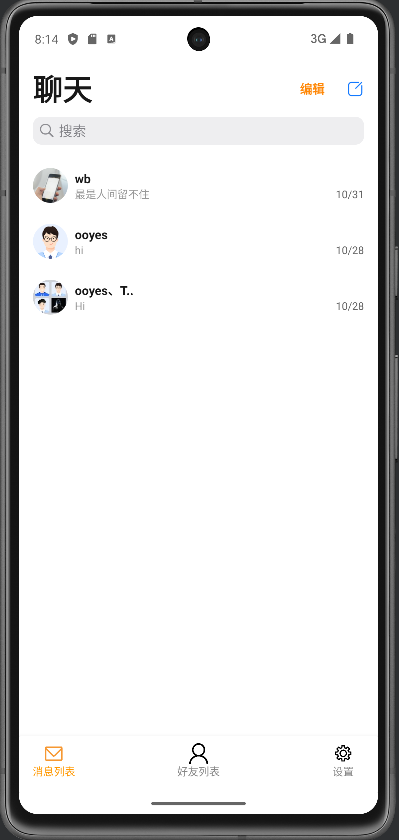 8:14
3G
聊天
编辑
搜索
wb
最是人间留不住
10/31
ooyes
hi
10/28
ooyes、T..
Hi
10/28
消息列表
好友列表
设置